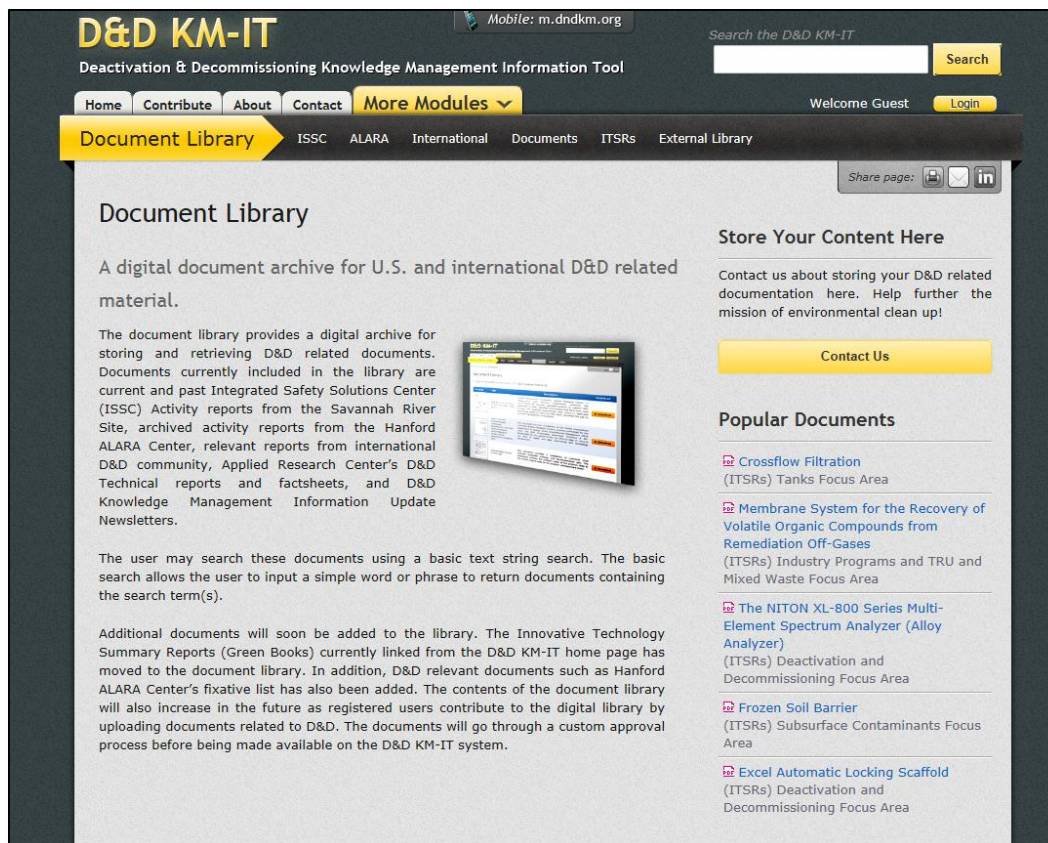 D&D KM-IT
Mobile: m.dndkm.org
Search the D&D KM-IT
Deactivation & Decommissioning Knowledge Management Information Tool
Search
Home Contribute About Contact More Modules
Welcome Guest Login
Document Library ISSC ALARA International Documents ITSRs External Library
Share page:
Document Library
A digital document archive for U.S. and international D&D related
material.
The document library provides a digital archive for
storing and retrieving D&D related documents.
Documents currently included in the library are
current and past Integrated Safety Solutions Center
(ISSC) Activity reports from the Savannah River
Site, archived activity reports from the Hanford
ALARA Center, relevant reports from international
D&D community, Applied Research Center's D&D
Technical reports and factsheets, and D&D
Knowledge Management Information Update
Newsletters.
The user may search these documents using a basic text string search. The basic
search allows the user to input a simple word or phrase to return documents containing
the search term(s).
Additional documents will soon be added to the library. The Innovative Technology
Summary Reports (Green Books) currently linked from the D&D KM-IT home page has
moved to the document library. In addition, D&D relevant documents such as Hanford
ALARA Center's fixative list has also been added. The contents of the document library
will also increase in the future as registered users contribute to the digital library by
uploading documents related to D&D. The documents will go through a custom approval
process before being made available on the D&D KM-IT system.
Store Your Content Here
Contact us about storing your D&D related
documentation here. Help further the
mission of environmental clean up!
Contact Us
Popular Documents
Crossflow Filtration
(ITSRs) Tanks Focus Area
Membrane System for the Recovery of
Volatile Organic Compounds from
Remediation Off-Gases
(ITSRs) Industry Programs and TRU and
Mixed Waste Focus Area
The NITON XL-800 Series Multi-
Element Spectrum Analyzer (Alloy
Analyzer)
(ITSRs) Deactivation and
Decommissioning Focus Area
Frozen Soil Barrier
(ITSRs) Subsurface Contaminants Focus
Area
Excel Automatic Locking Scaffold
(ITSRs) Deactivation and
Decommissioning Focus Area